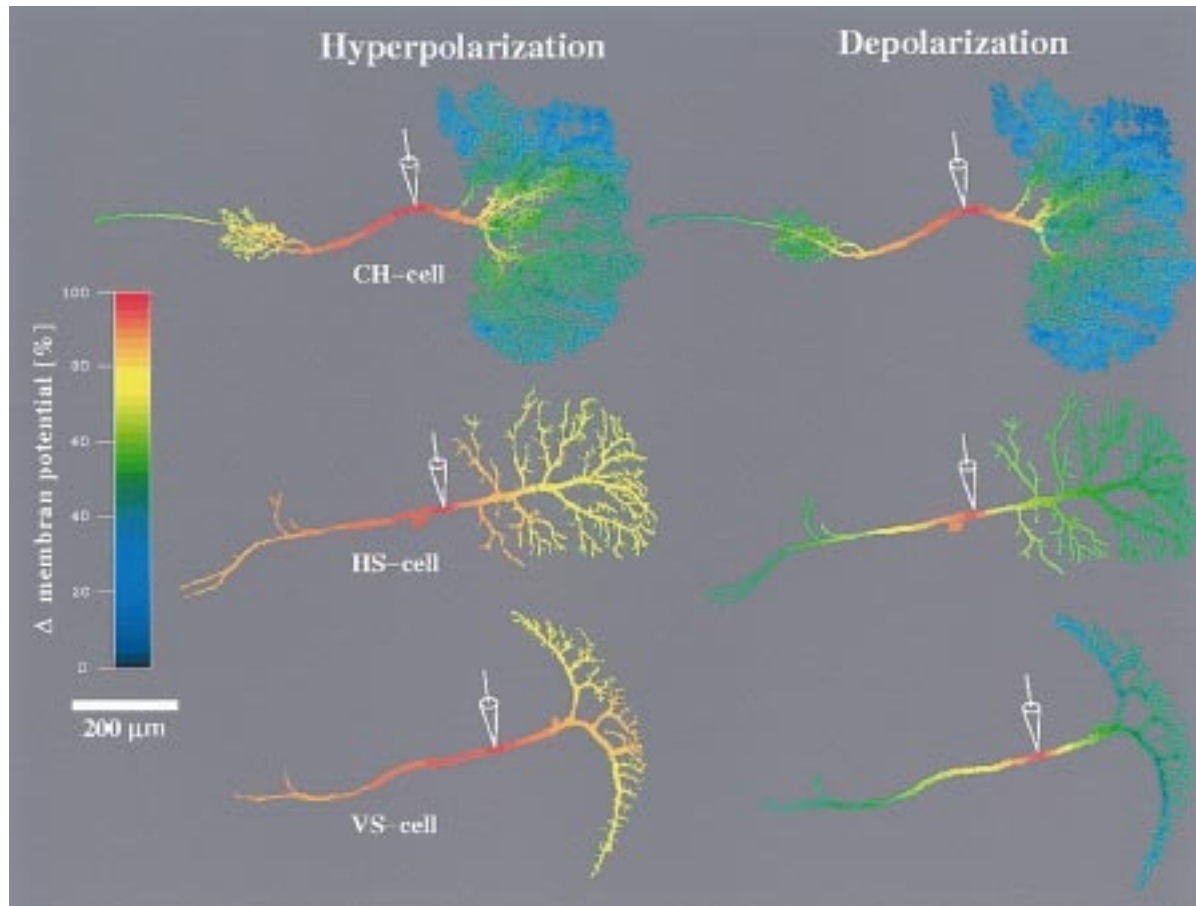 Hyperpolarization
Depolarization
CH-cell
Δ membran potential [%]
100
80
60
40
20
0
HS-cell
200 μm
VS-cell